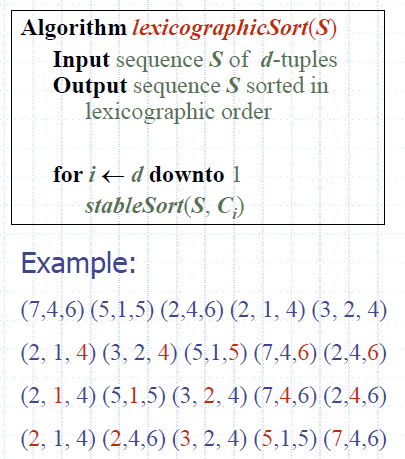 Algorithm lexicographicSort(S)
Input sequence S of d-tuples
Output sequence S sorted in
lexicographic order
for i ← d downto 1
stableSort(S, Cᵢ)
Example:
(7,4,6) (5,1,5) (2,4,6) (2, 1, 4) (3, 2, 4)
(2, 1, 4) (3, 2, 4) (5,1,5) (7,4,6) (2,4,6)
(2, 1, 4) (5,1,5) (3, 2, 4) (7,4,6) (2,4,6)
(2, 1, 4) (2,4,6) (3, 2, 4) (5,1,5) (7,4,6)